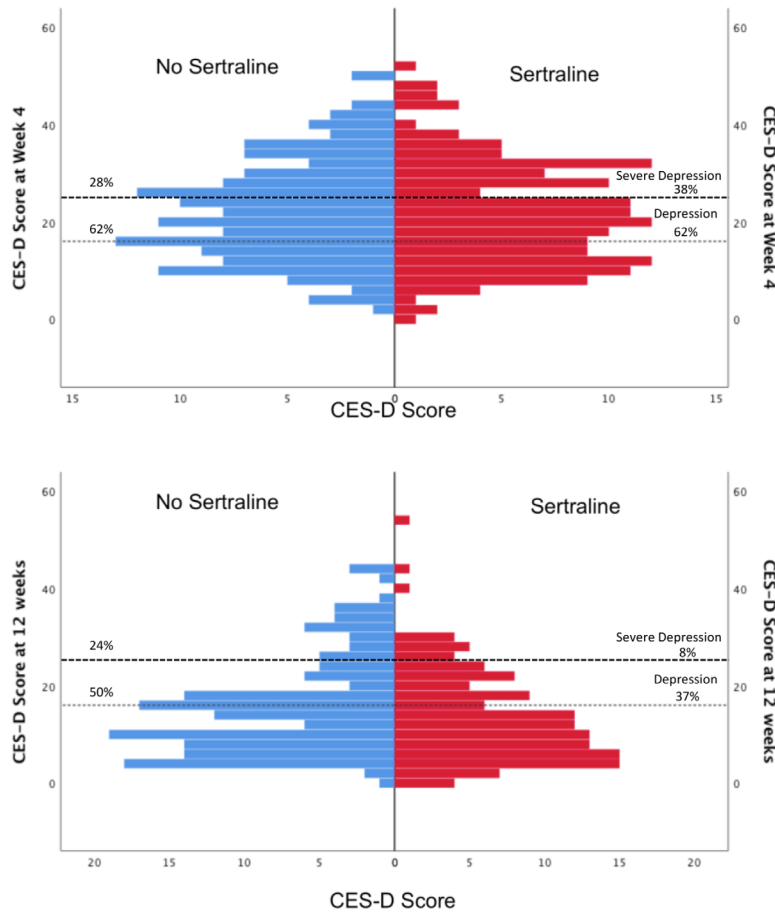 60
60
No Sertraline
Sertraline
CES-D Score at Week 4
CES-D Score at Week 4
40
40
28%
Severe Depression
38%
20
20
62%
Depression
62%
0
0
15
10
5
0
5
10
15
CES-D Score
60
60
No Sertraline
Sertraline
CES-D Score at 12 weeks
CES-D Score at 12 weeks
40
40
24%
Severe Depression
8%
20
20
50%
Depression
37%
0
0
20
15
10
5
0
5
10
15
20
CES-D Score